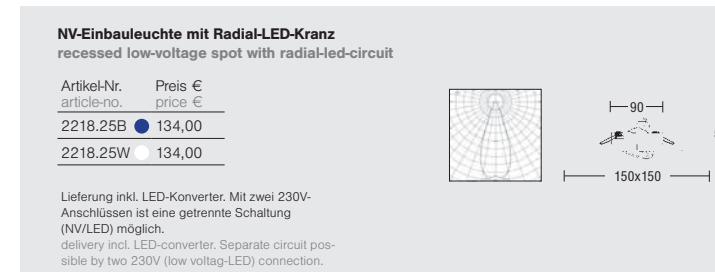 NV-Einbauleuchte mit Radial-LED-Kranz
recessed low-voltage spot with radial-led-circuit
Artikel-Nr. Preis €
article-no. price €
2218.25B 134,00
2218.25W 134,00
90
150x150
Lieferung inkl. LED-Konverter. Mit zwei 230V-
Anschlüssen ist eine getrennte Schaltung
(NV/LED) möglich.
delivery incl. LED-converter. Separate circuit pos-
sible by two 230V (low voltag-LED) connection.